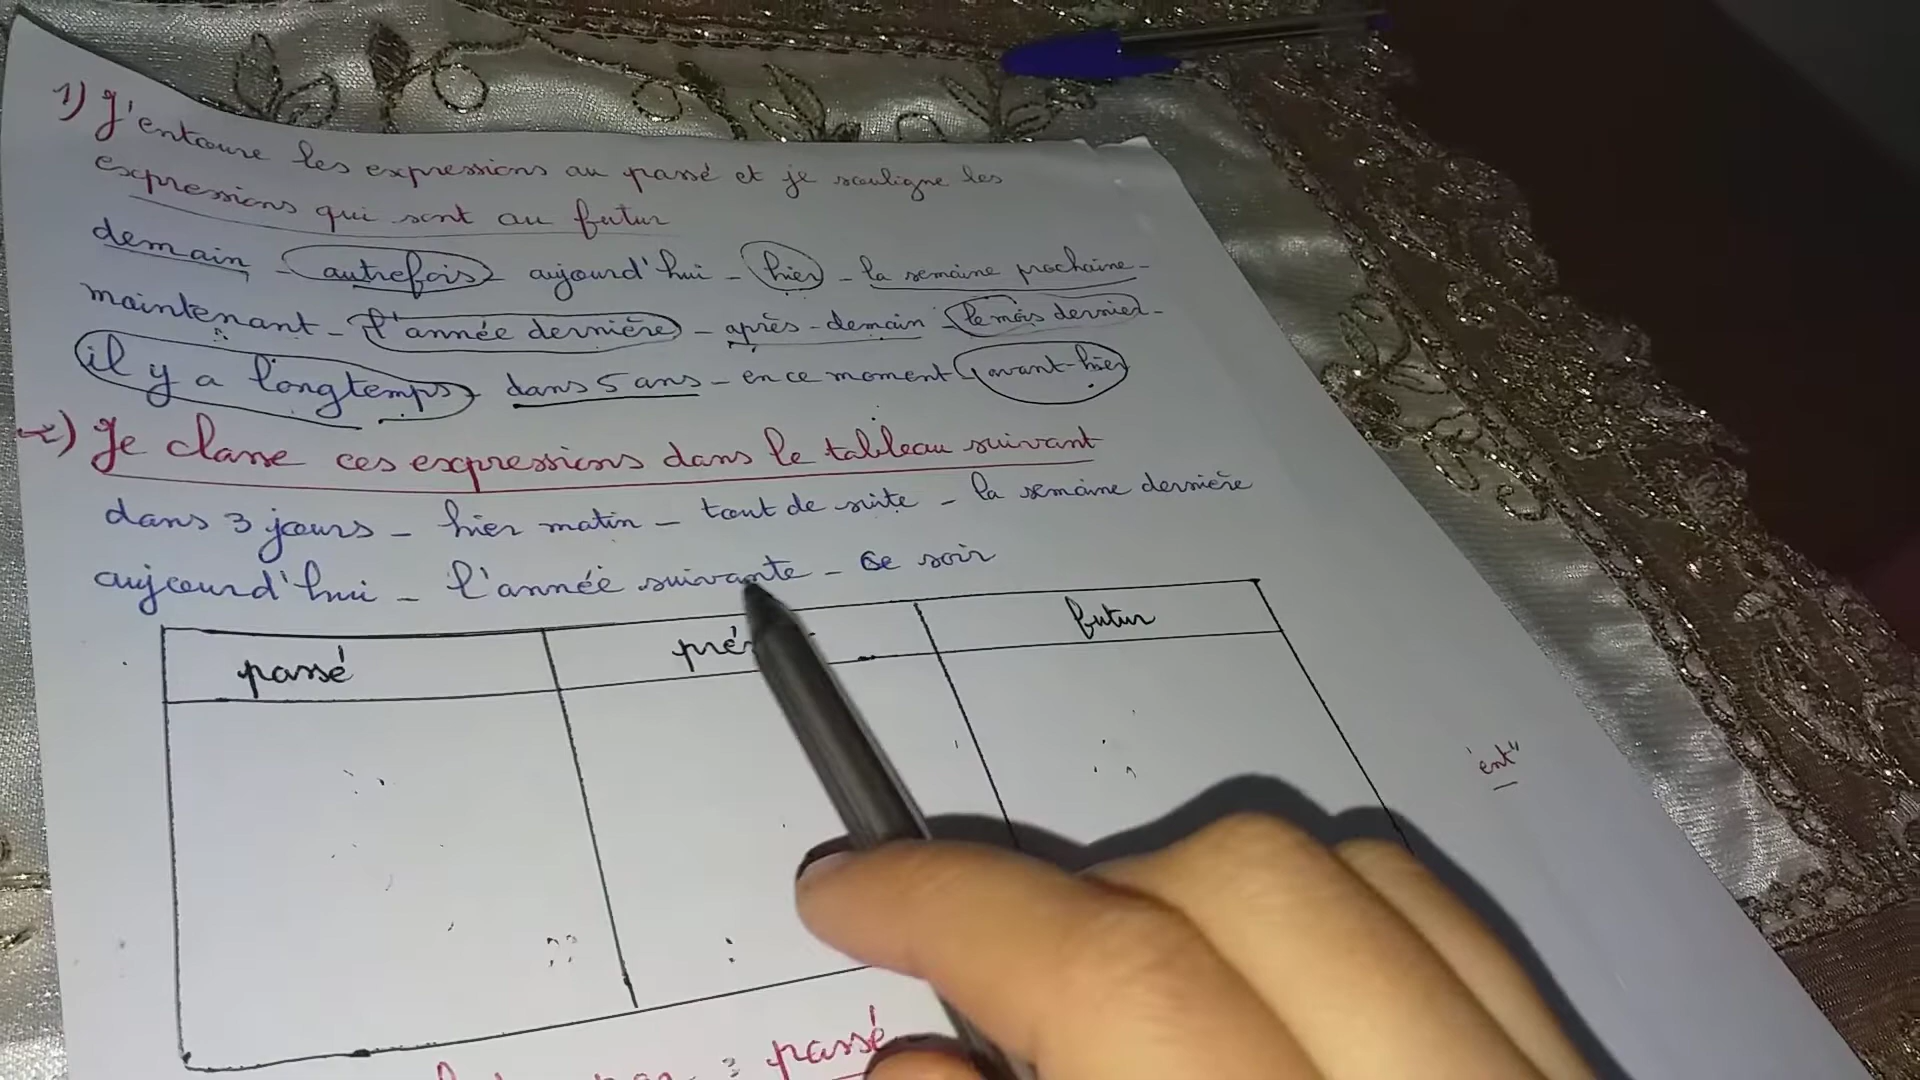 1) J'entoure les expressions au passé et je souligne les
expressions qui sont au futur
demain - autrefois - aujourd'hui - hier - la semaine prochaine -
maintenant - l'année dernière - après-demain - le mois dernier -
il y a longtemps - dans 5 ans - en ce moment - avant-hier
2) Je classe ces expressions dans le tableau suivant
dans 3 jours - hier matin - tout de suite - la semaine dernière
aujourd'hui - l'année suivante - ce soir
passé
futur
"ent"
: passé